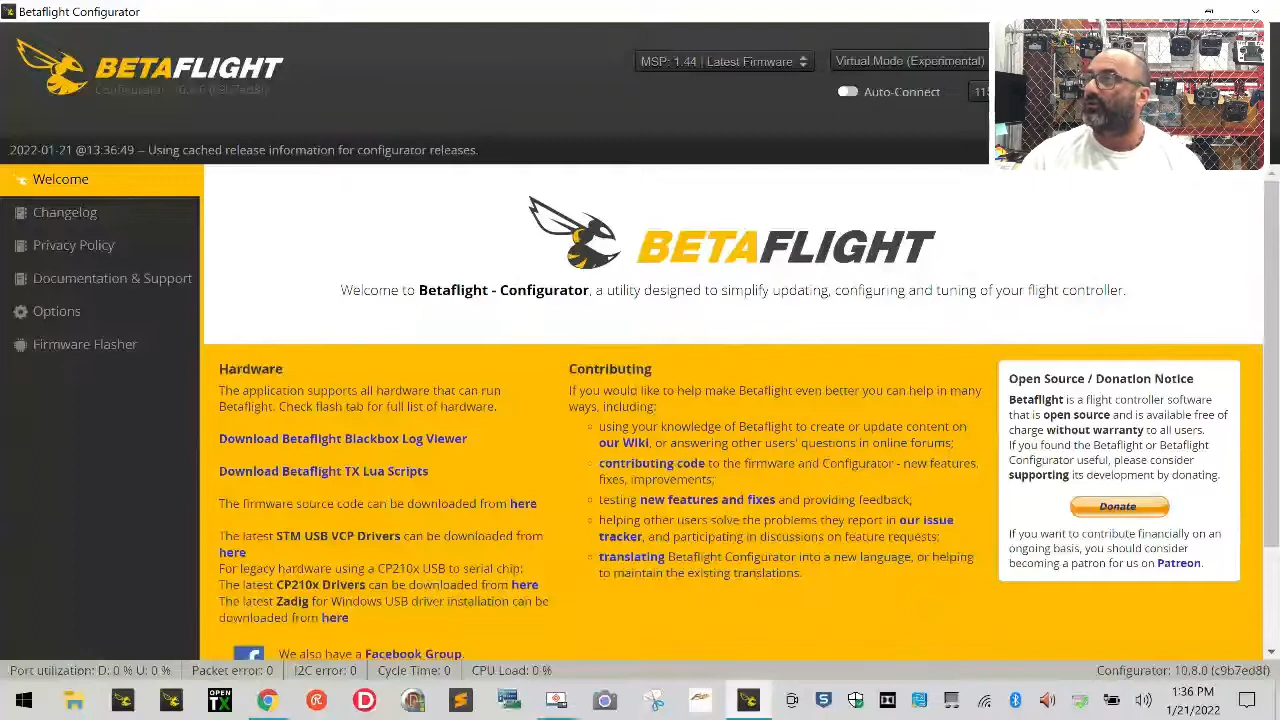 Betaflight Configurator
BETAFLIGHT
Configurator: 10.8.0 (c9b7ed8f)
MSP: 1.44 | Latest Firmware
Virtual Mode (Experimental)
Auto-Connect
115
2022-01-21 @13:36:49 -- Using cached release information for configurator releases.
Welcome
Changelog
Privacy Policy
Documentation & Support
Options
Firmware Flasher
BETAFLIGHT
Welcome to Betaflight - Configurator, a utility designed to simplify updating, configuring and tuning of your flight controller.
Hardware
The application supports all hardware that can run
Betaflight. Check flash tab for full list of hardware.
Download Betaflight Blackbox Log Viewer
Download Betaflight TX Lua Scripts
The firmware source code can be downloaded from here
The latest STM USB VCP Drivers can be downloaded from
here
For legacy hardware using a CP210x USB to serial chip:
The latest CP210x Drivers can be downloaded from here
The latest Zadig for Windows USB driver installation can be
downloaded from here
We also have a Facebook Group.
Contributing
If you would like to help make Betaflight even better you can help in many
ways, including:
using your knowledge of Betaflight to create or update content on
our Wiki, or answering other users' questions in online forums;
contributing code to the firmware and Configurator - new features,
fixes, improvements;
testing new features and fixes and providing feedback;
helping other users solve the problems they report in our issue
tracker, and participating in discussions on feature requests;
translating Betaflight Configurator into a new language, or helping
to maintain the existing translations.
Open Source / Donation Notice
Betaflight is a flight controller software
that is open source and is available free of
charge without warranty to all users.
If you found the Betaflight or Betaflight
Configurator useful, please consider
supporting its development by donating.
Donate
If you want to contribute financially on an
ongoing basis, you should consider
becoming a patron for us on Patreon.
Port utilization: D: 0 % U: 0 %
Packet error: 0
I2C error: 0
Cycle Time: 0
CPU Load: 0 %
Configurator: 10.8.0 (c9b7ed8f)
OPEN
TX
1:36 PM
1/21/2022